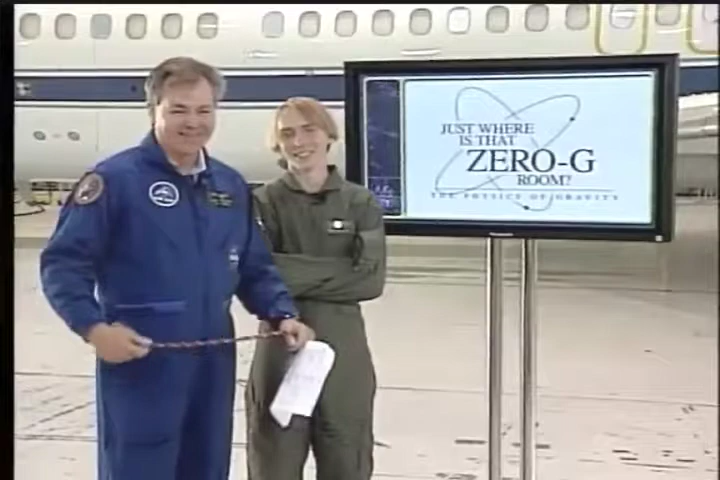 JUST WHERE
IS THAT
ZERO-G
ROOM?
THE PHYSICS OF GRAVITY